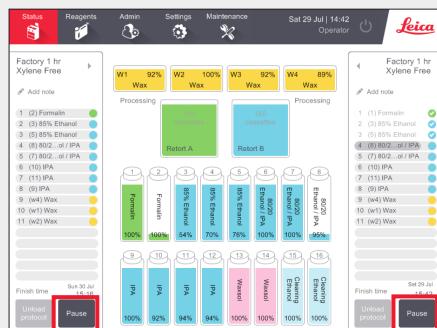 Status
Reagents
Admin
Settings
Maintenance
Sat 29 Jul | 14:42
Operator
Leica
Factory 1 hr
Xylene Free
Add note
1 (2) Formalin
2 (3) 85% Ethanol
3 (5) 85% Ethanol
4 (8) 80/2...ol / IPA
5 (7) 80/2...ol / IPA
6 (10) IPA
7 (11) IPA
8 (9) IPA
9 (w4) Wax
10 (w1) Wax
11 (w2) Wax
Finish time
Sun 30 Jul
15:16
Unload
protocol
Pause
W1 92%
Wax
W2 100%
Wax
W3 92%
Wax
W4 89%
Wax
Processing
Processing
cassettes
cassettes
Retort A
Retort B
1 2 3 4 5 6 7 8
Formalin
Formalin
85% Ethanol
85% Ethanol
85% Ethanol
80/20
Ethanol / IPA
80/20
Ethanol / IPA
80/20
Ethanol / IPA
100% 100% 54% 70% 76% 100% 100% 95%
9 10 11 12 13 14 15 16
IPA
IPA
IPA
IPA
Waxsol
Waxsol
Cleaning
Ethanol
Cleaning
Ethanol
100% 92% 94% 94% 100% 100% 100% 100%
Factory 1 hr
Xylene Free
Add note
1 (2) Formalin
2 (3) 85% Ethanol
3 (5) 85% Ethanol
4 (8) 80/2...ol / IPA
5 (7) 80/2...ol / IPA
6 (10) IPA
7 (11) IPA
8 (9) IPA
9 (w4) Wax
10 (w1) Wax
11 (w2) Wax
Finish time
Sat 29 Jul
15:42
Unload
protocol
Pause